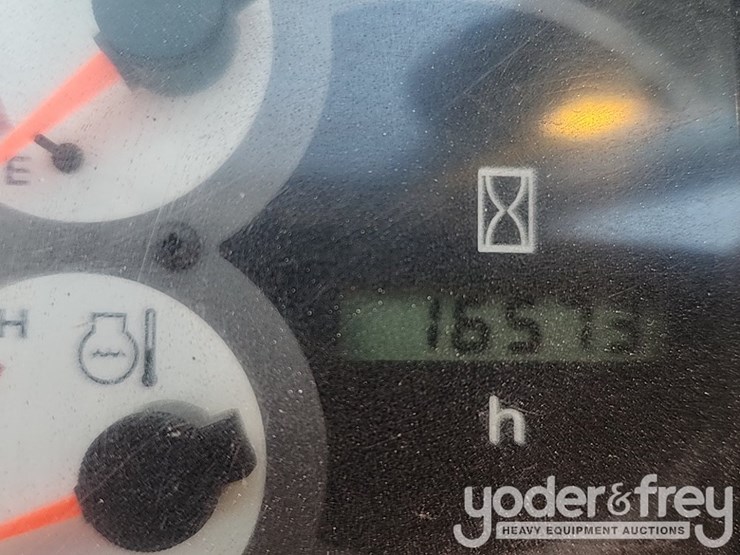 E
H
16573
h
yoder&frey
HEAVY EQUIPMENT AUCTIONS